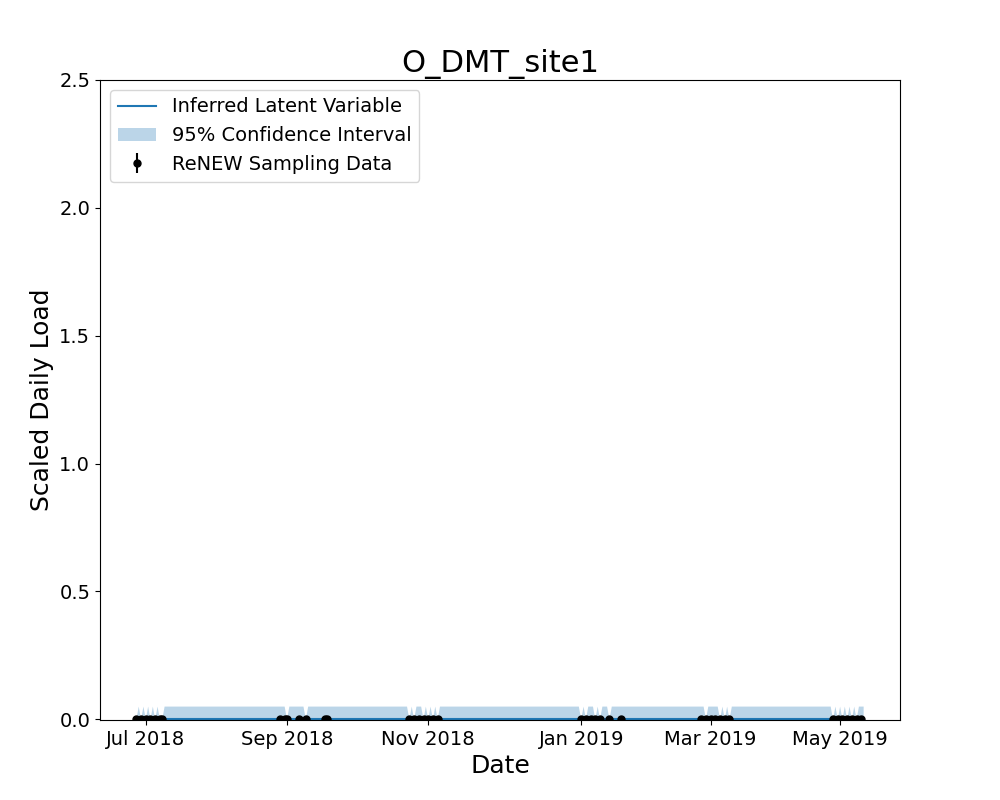 O_DMT_site1
2.5
Inferred Latent Variable
95% Confidence Interval
ReNEW Sampling Data
2.0
1.5
1.0
0.5
0.0
Scaled Daily Load
Jul 2018
Sep 2018
Nov 2018
Jan 2019
Mar 2019
May 2019
Date